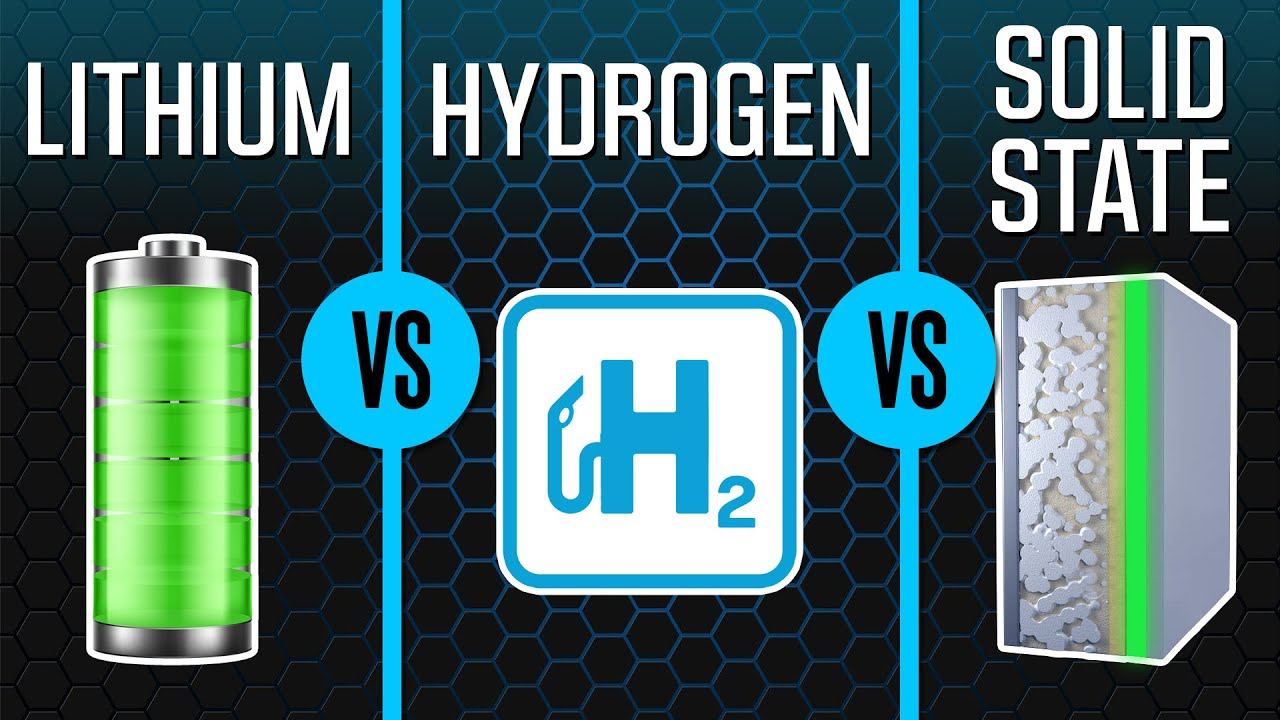 LITHIUM
VS
HYDROGEN
H2
VS
SOLID
STATE